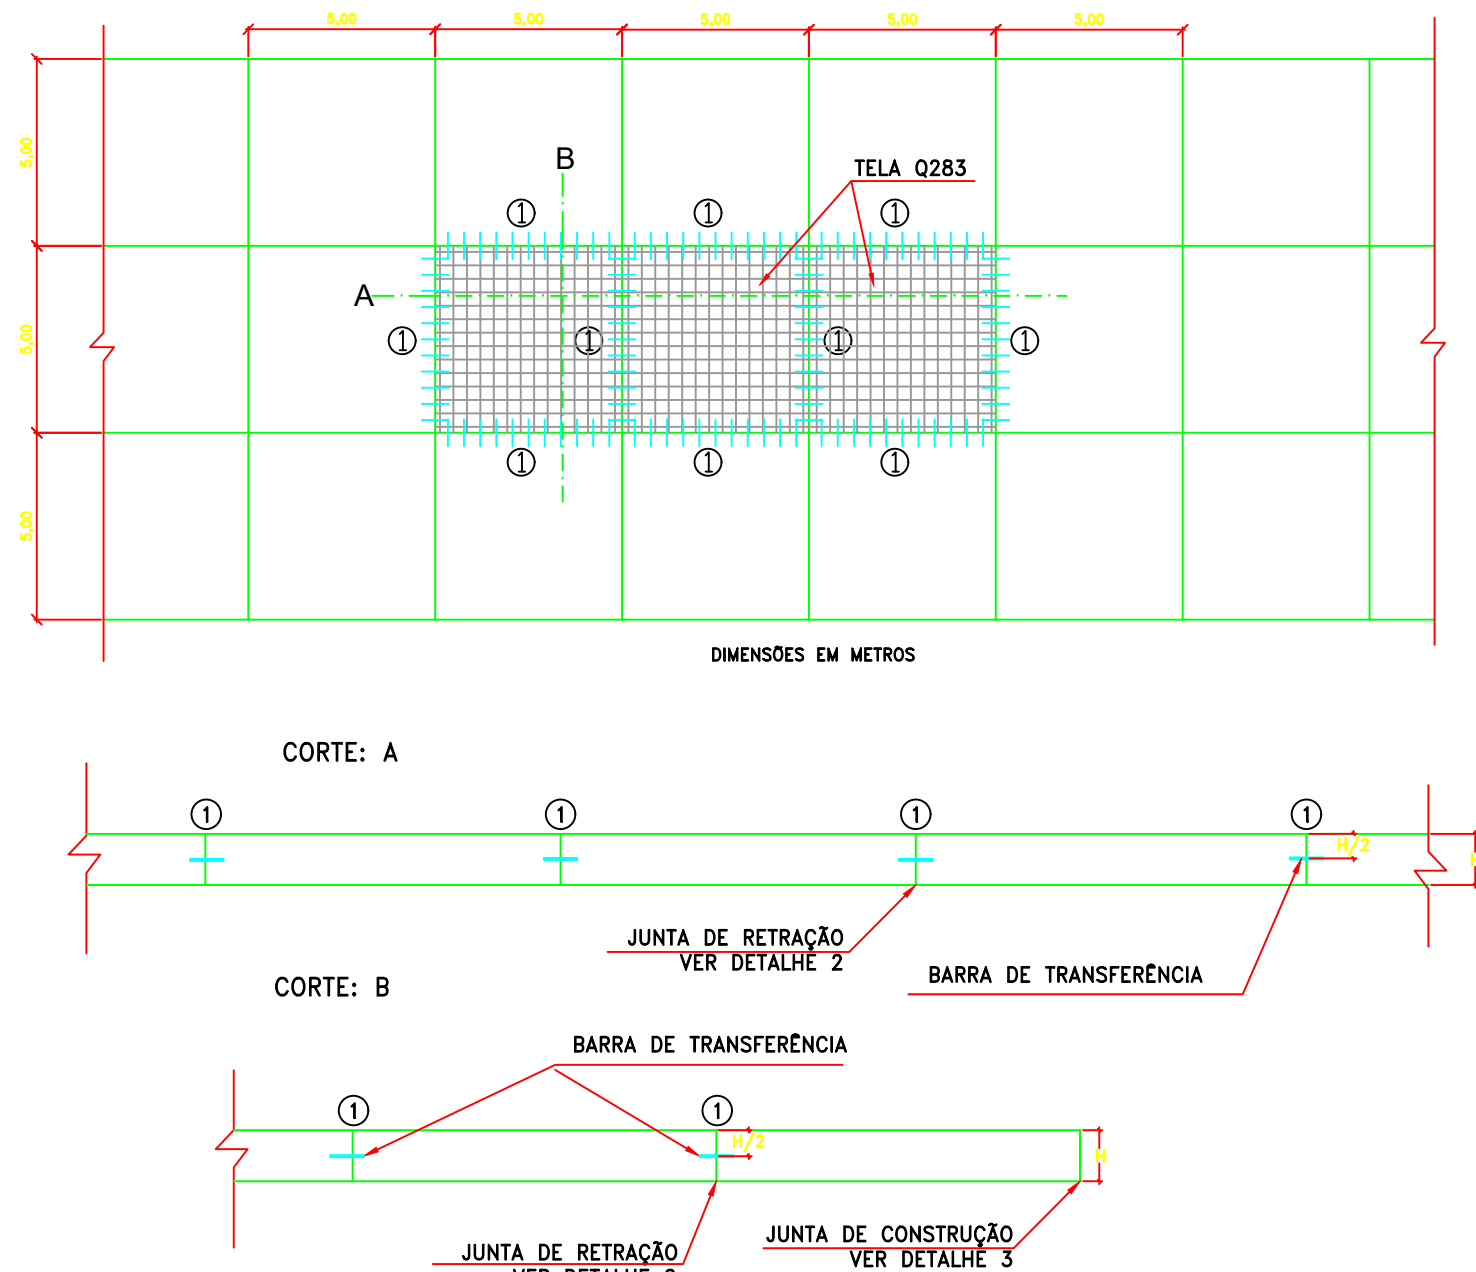 5,00
5,00
5,00
5,00
5,00
5,00
5,00
5,00
B
TELA Q283
1
1
1
A
1
1
1
1
1
1
1
DIMENSÕES EM METROS
CORTE: A
1
1
1
1
H/2
H
JUNTA DE RETRAÇÃO
VER DETALHE 2
BARRA DE TRANSFERÊNCIA
CORTE: B
BARRA DE TRANSFERÊNCIA
1
1
H/2
H
JUNTA DE CONSTRUÇÃO
VER DETALHE 3
JUNTA DE RETRAÇÃO
VER DETALHE